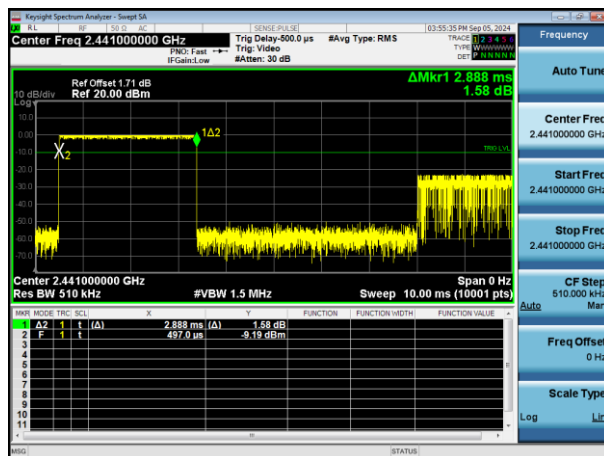 Keysight Spectrum Analyzer - Swept SA
R L RF 50 Ω AC SENSE:PULSE 03:55:35 PM Sep 05, 2024
Center Freq 2.441000000 GHz
PNO: Fast
IFGain:Low
Trig Delay-500.0 µs
Trig: Video
#Atten: 30 dB
#Avg Type: RMS
TRACE 1 2 3 4 5 6
TYPE WWWWWW
DET P NNNNN
Ref Offset 1.71 dB
10 dB/div Ref 20.00 dBm
ΔMkr1 2.888 ms
1.58 dB
Log
10.0
0.00
-10.0
-20.0
-30.0
-40.0
-50.0
-60.0
-70.0
1Δ2
X2
TRIG LVL
Center 2.441000000 GHz Span 0 Hz
Res BW 510 kHz #VBW 1.5 MHz Sweep 10.00 ms (10001 pts)
MKR MODE TRC SCL X Y FUNCTION FUNCTION WIDTH FUNCTION VALUE
1 Δ2 1 t (Δ) 2.888 ms (Δ) 1.58 dB
2 F 1 t 497.0 µs -9.19 dBm
3
4
5
6
7
8
9
10
11
MSG STATUS
Frequency
Auto Tune
Center Freq
2.441000000 GHz
Start Freq
2.441000000 GHz
Stop Freq
2.441000000 GHz
CF Step
510.000 kHz
Auto Man
Freq Offset
0 Hz
Scale Type
Log Lin